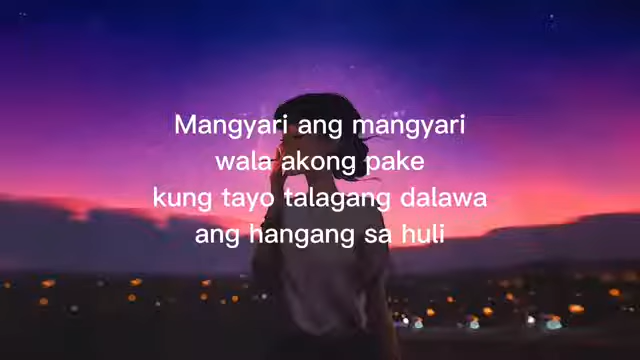 Mangyari ang mangyari
wala akong pake
kung tayo talagang dalawa
ang hangang sa huli